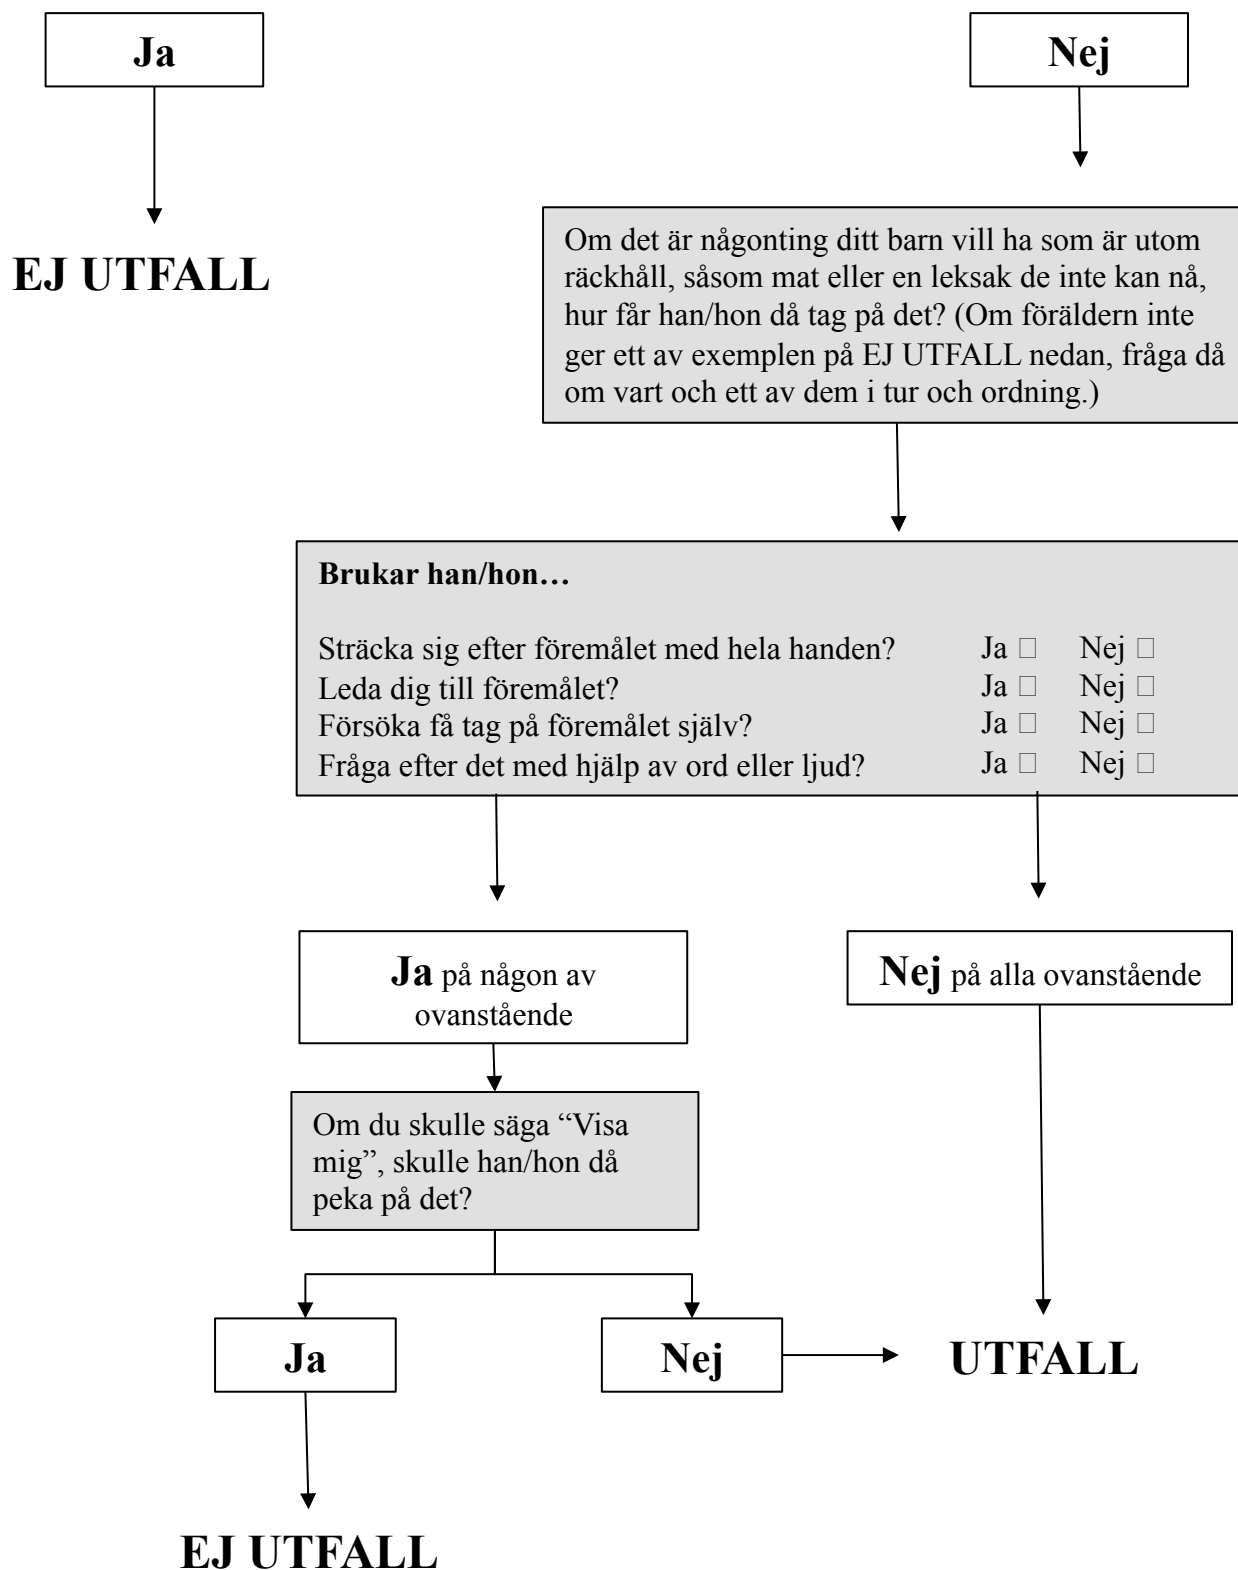 Ja
Nej
EJ UTFALL
Om det är någonting ditt barn vill ha som är utom
räckhåll, såsom mat eller en leksak de inte kan nå,
hur får han/hon då tag på det? (Om föräldern inte
ger ett av exemplen på EJ UTFALL nedan, fråga då
om vart och ett av dem i tur och ordning.)
Brukar han/hon…
Sträcka sig efter föremålet med hela handen? Ja □ Nej □
Leda dig till föremålet? Ja □ Nej □
Försöka få tag på föremålet själv? Ja □ Nej □
Fråga efter det med hjälp av ord eller ljud? Ja □ Nej □
Ja på någon av
ovanstående
Nej på alla ovanstående
Om du skulle säga “Visa
mig”, skulle han/hon då
peka på det?
Ja
Nej
UTFALL
EJ UTFALL